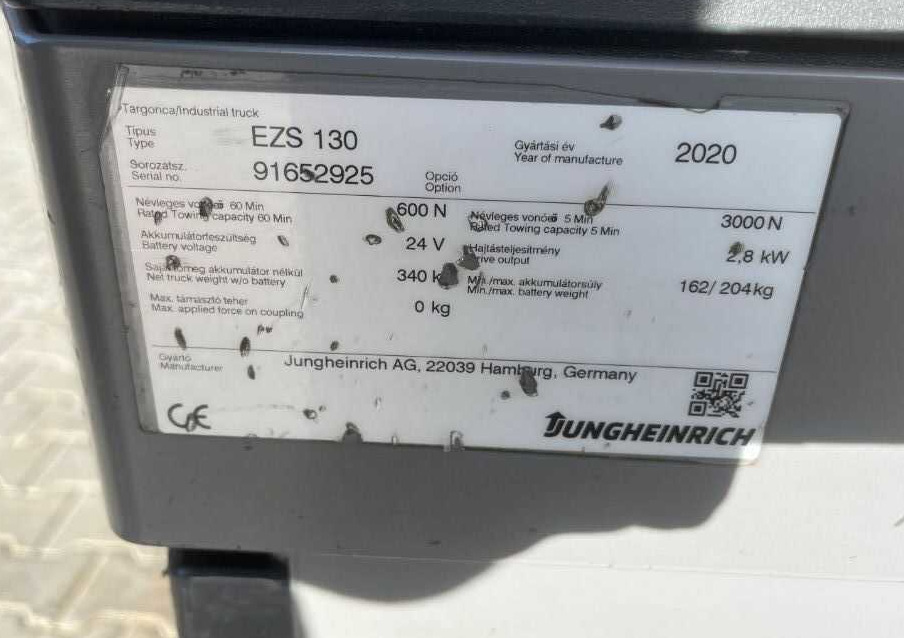 Targonca/Industrial truck
Típus
Type
EZS 130
Gyártási év
Year of manufacture
2020
Sorozatsz.
Serial no.
91652925
Opció
Option
Névleges 60 Min
Rated Towing capacity 60 Min
600 N
Névleges vonóerő 5 Min
Rated Towing capacity 5 Min
3000 N
Akkumulátorfeszültség
Battery voltage
24 V
Hajtásteljesítmény
Drive output
2,8 kW
akkumulátor nélkül
Net truck weight w/o battery
340
Min./max. akkumulátorsúly
Min./max. battery weight
162/ 204 kg
Max. támasztó teher
Max. applied force on coupling
0 kg
Gyártó
Manufacturer
Jungheinrich AG, 22039 Hamburg, Germany
CE
JUNGHEINRICH